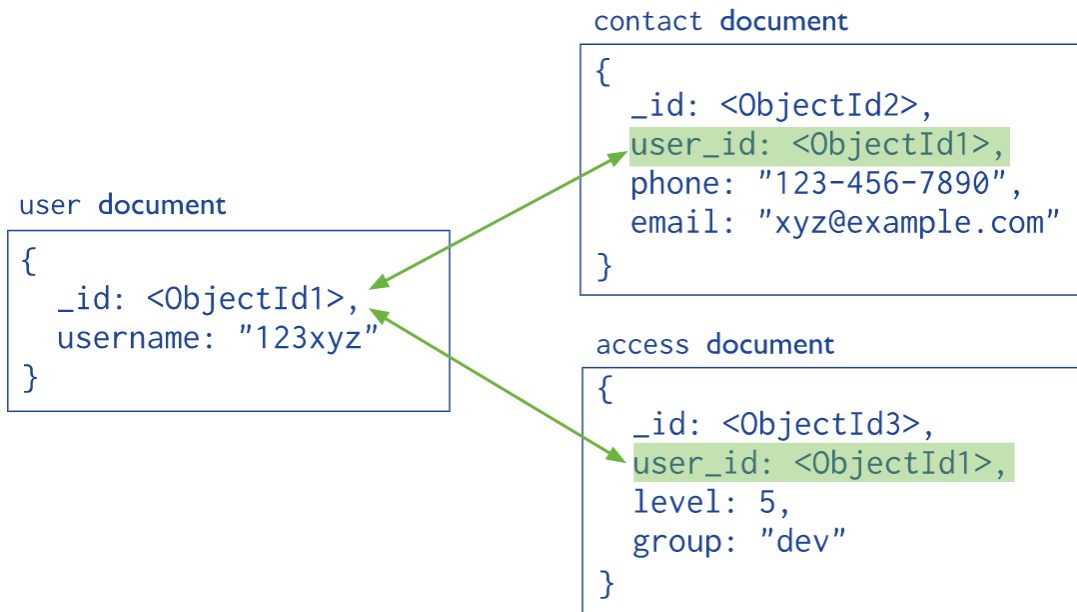 contact document
{
_id: <ObjectId2>,
user_id: <ObjectId1>,
phone: "123-456-7890",
email: "xyz@example.com"
}
user document
{
_id: <ObjectId1>,
username: "123xyz"
}
access document
{
_id: <ObjectId3>,
user_id: <ObjectId1>,
level: 5,
group: "dev"
}